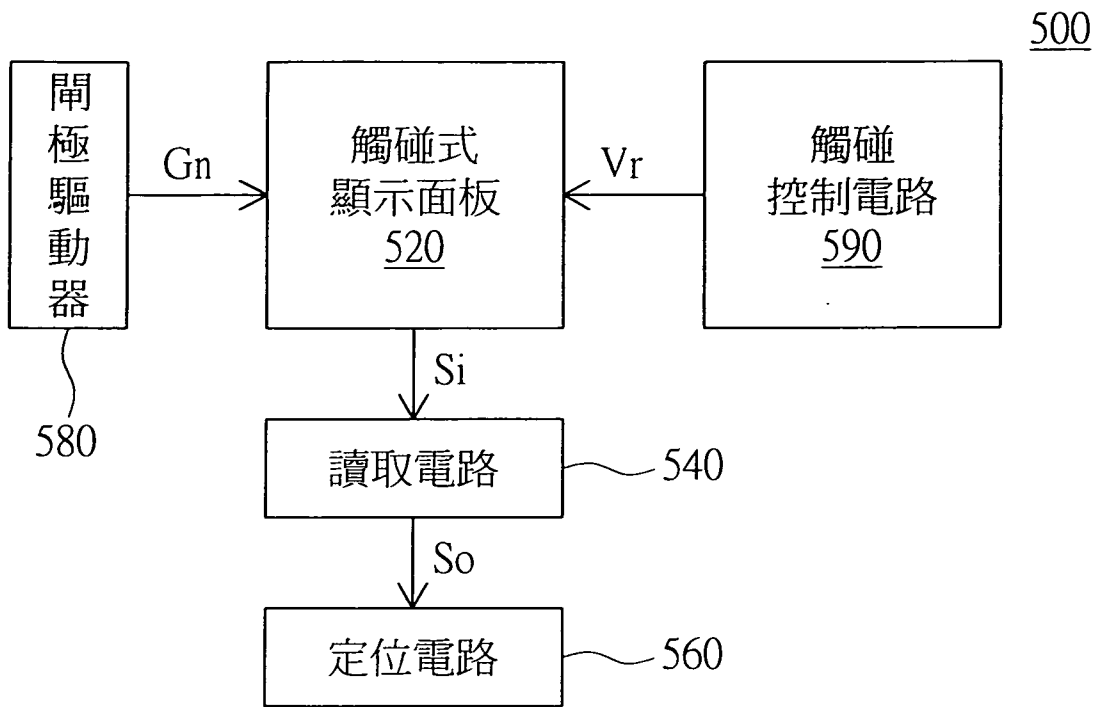 500
閘極驅動器
Gn
觸碰式
顯示面板
520
Vr
觸碰
控制電路
590
580
Si
讀取電路
540
So
定位電路
560